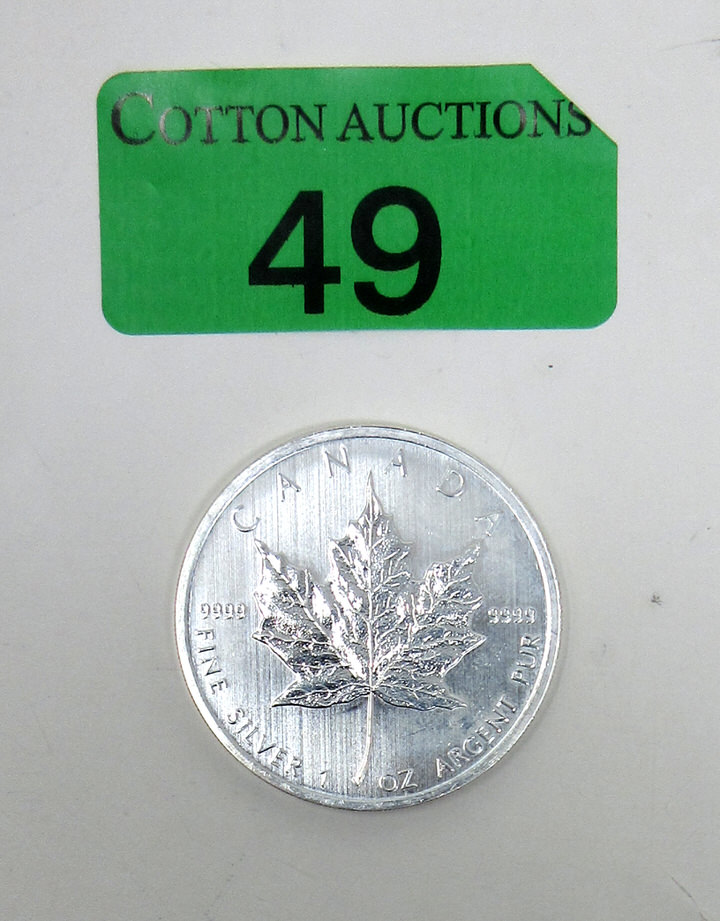 COTTON AUCTIONS
49
CANADA
9999 9999
FINE SILVER 1 OZ ARGENT PUR